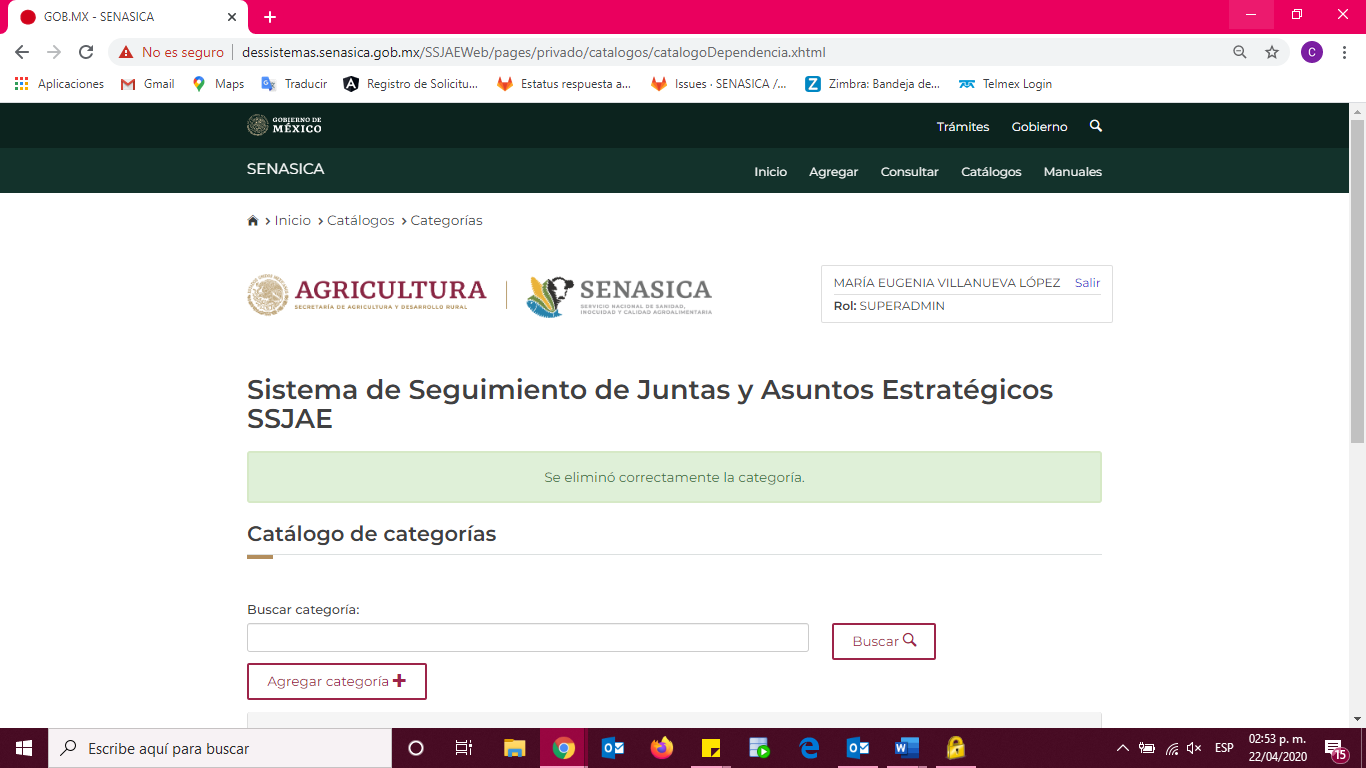 GOB.MX - SENASICA
No es seguro
dessistemas.senasica.gob.mx/SSJAEWeb/pages/privado/catalogos/catalogoDependencia.xhtml
C
Aplicaciones Gmail Maps Traducir Registro de Solicitu... Estatus respuesta a... Issues · SENASICA /... Zimbra: Bandeja de... Telmex Login
GOBIERNO DE
MÉXICO
Trámites Gobierno
SENASICA
Inicio Agregar Consultar Catálogos Manuales
Inicio > Catálogos > Categorías
AGRICULTURA
SECRETARÍA DE AGRICULTURA Y DESARROLLO RURAL
SENASICA
SERVICIO NACIONAL DE SANIDAD,
INOCUIDAD Y CALIDAD AGROALIMENTARIA
MARÍA EUGENIA VILLANUEVA LÓPEZ Salir
Rol: SUPERADMIN
Sistema de Seguimiento de Juntas y Asuntos Estratégicos
SSJAE
Se eliminó correctamente la categoría.
Catálogo de categorías
Buscar categoría:
Buscar
Agregar categoría
Escribe aquí para buscar
ESP
02:53 p. m.
22/04/2020
15